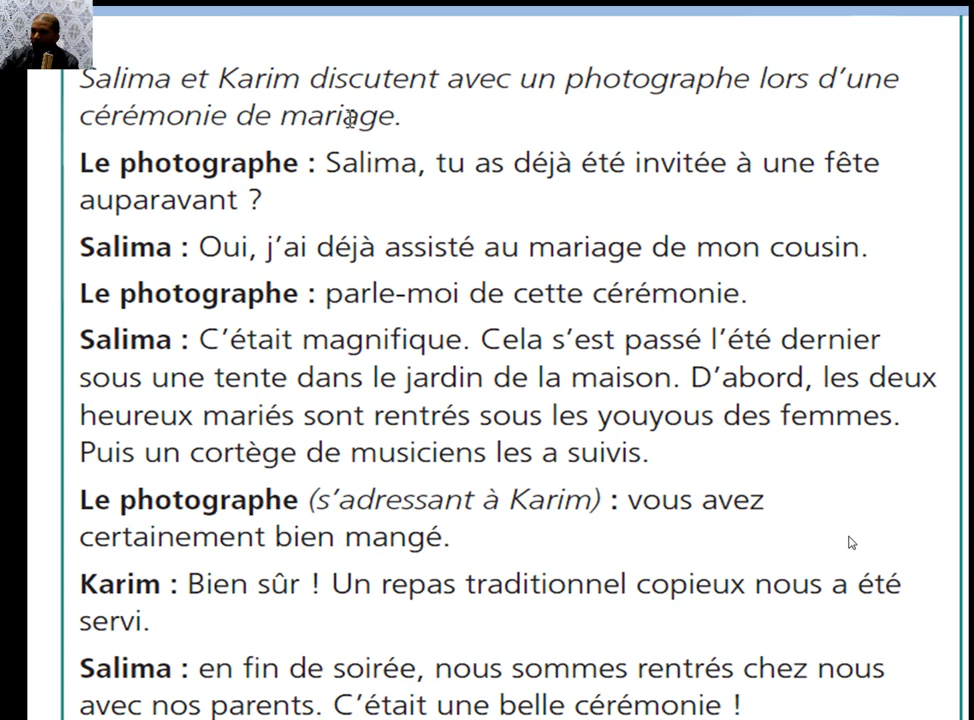 Salima et Karim discutent avec un photographe lors d’une
cérémonie de mariage.
Le photographe : Salima, tu as déjà été invitée à une fête
auparavant ?
Salima : Oui, j’ai déjà assisté au mariage de mon cousin.
Le photographe : parle-moi de cette cérémonie.
Salima : C’était magnifique. Cela s’est passé l’été dernier
sous une tente dans le jardin de la maison. D’abord, les deux
heureux mariés sont rentrés sous les youyous des femmes.
Puis un cortège de musiciens les a suivis.
Le photographe (s’adressant à Karim) : vous avez
certainement bien mangé.
Karim : Bien sûr ! Un repas traditionnel copieux nous a été
servi.
Salima : en fin de soirée, nous sommes rentrés chez nous
avec nos parents. C’était une belle cérémonie !